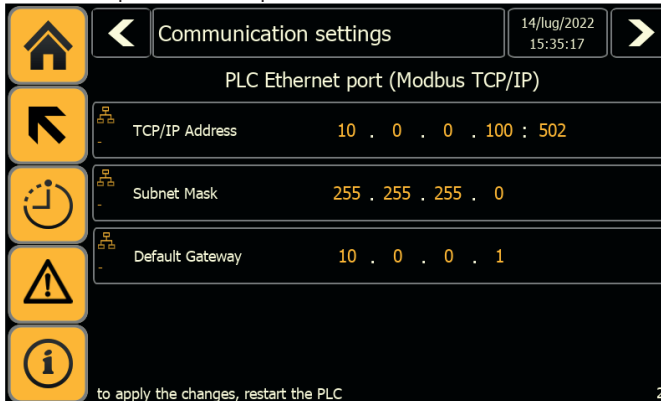 Communication settings
14/lug/2022
15:35:17
PLC Ethernet port (Modbus TCP/IP)
TCP/IP Address 10 . 0 . 0 . 100 : 502
-
Subnet Mask 255 . 255 . 255 . 0
-
Default Gateway 10 . 0 . 0 . 1
-
to apply the changes, restart the PLC